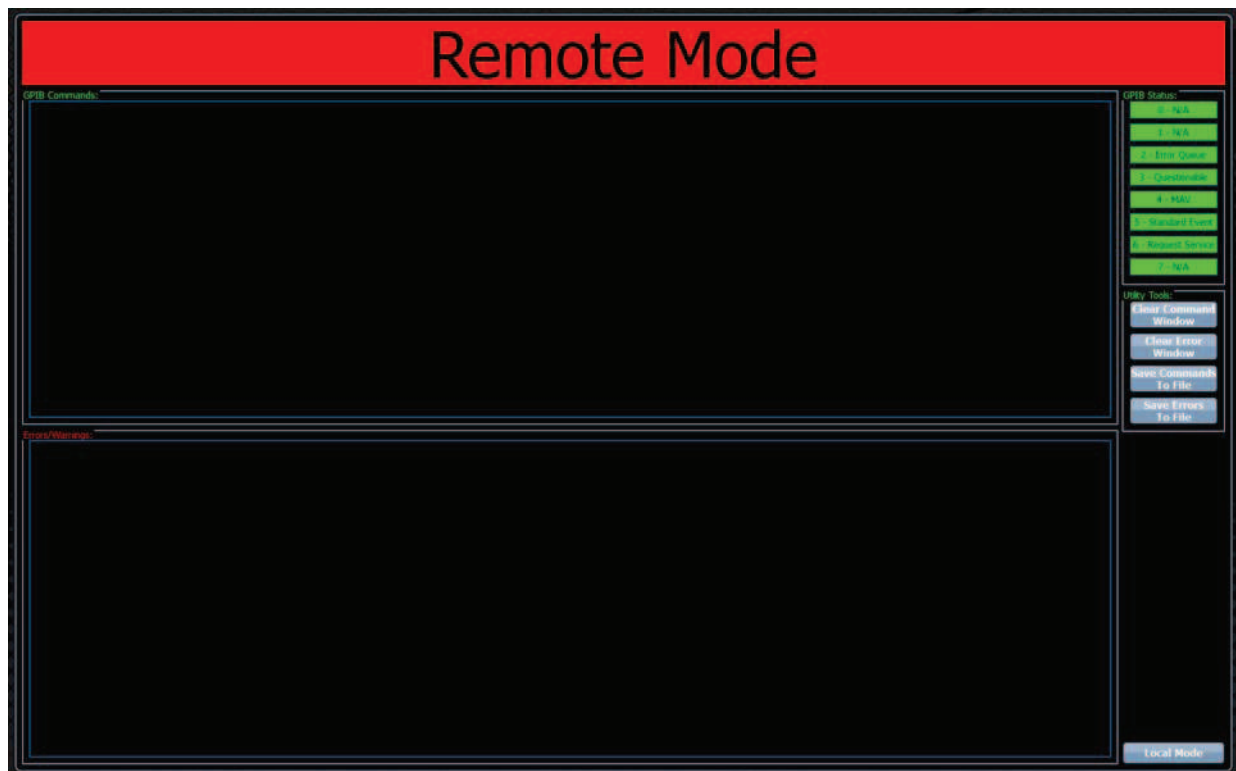 Remote Mode
GPIB Commands:
GPIB Status:
0 - N/A
1 - N/A
2 - Error Queue
3 - Questionable
4 - MAV
5 - Standard Event
6 - Request Service
7 - N/A
Utility Tools:
Clear Command
Window
Clear Error
Window
Save Commands
To File
Save Errors
To File
Errors/Warnings:
Local Mode